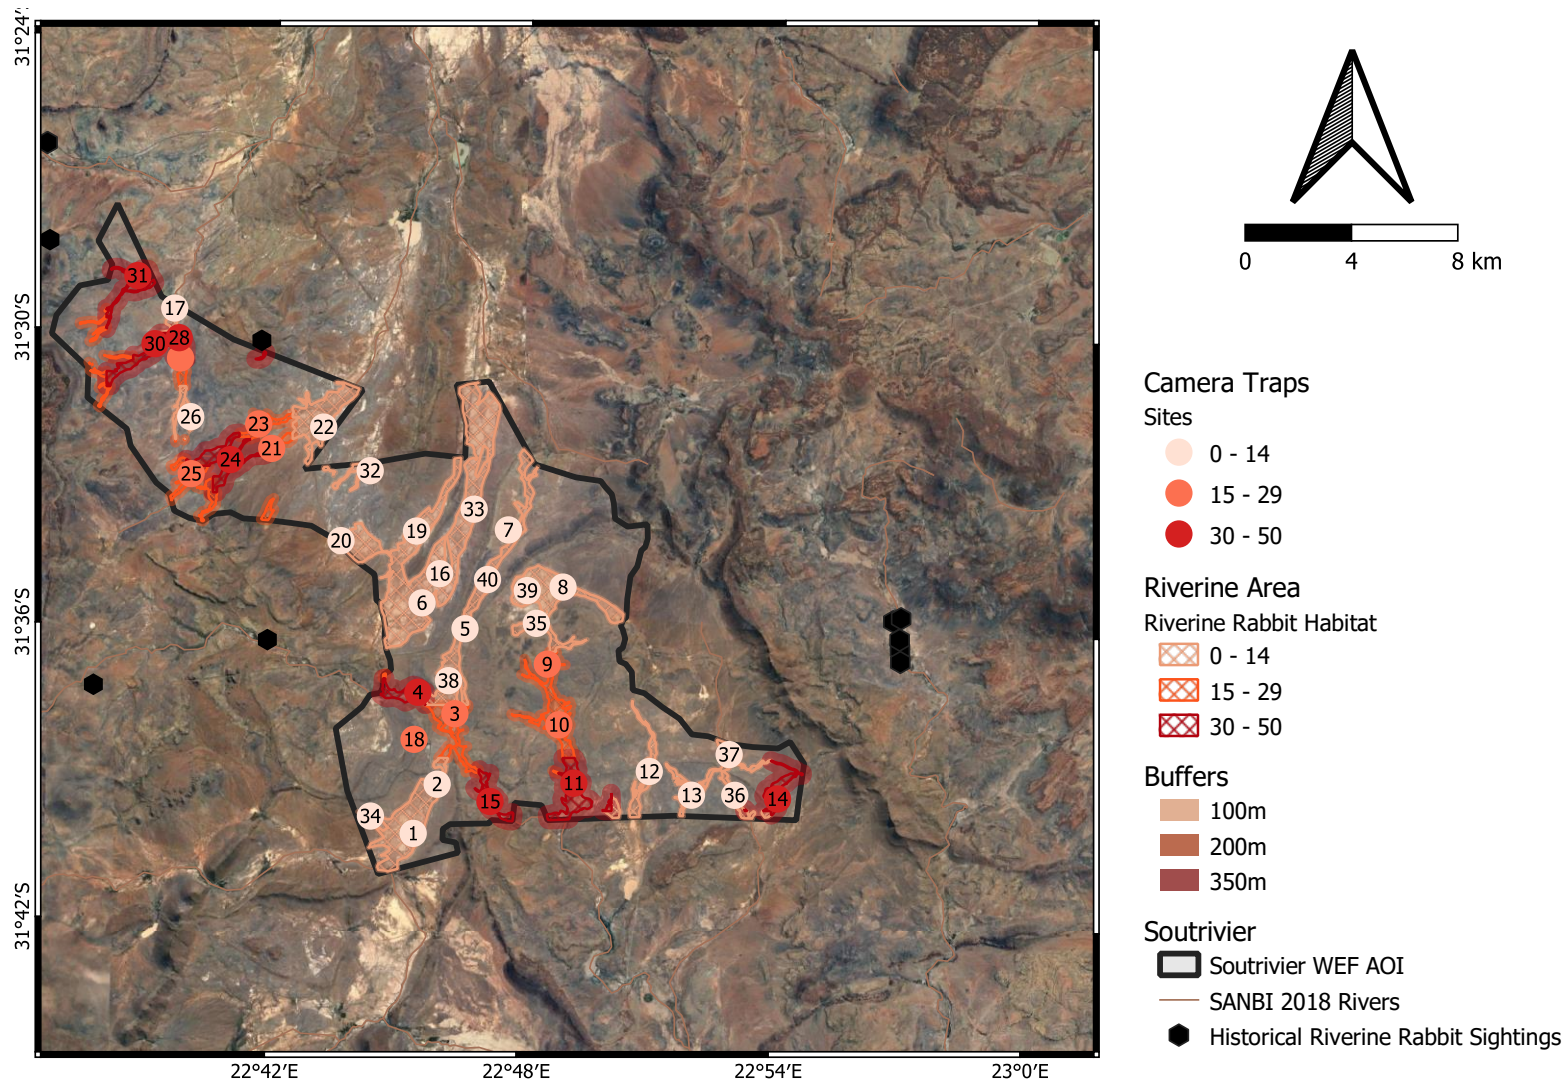 31°24'
31°30'S
31°36'S
31°42'S
31
17
30
28
26
23
22
21
24
25
32
33
19
7
20
16
40
39
8
6
35
5
9
38
4
3
10
18
37
12
2
11
13
36
14
15
34
1
22°42'E
22°48'E
22°54'E
23°0'E
0 4 8 km
Camera Traps
Sites
0 - 14
15 - 29
30 - 50
Riverine Area
Riverine Rabbit Habitat
0 - 14
15 - 29
30 - 50
Buffers
100m
200m
350m
Soutrivier
Soutrivier WEF AOI
SANBI 2018 Rivers
Historical Riverine Rabbit Sightings